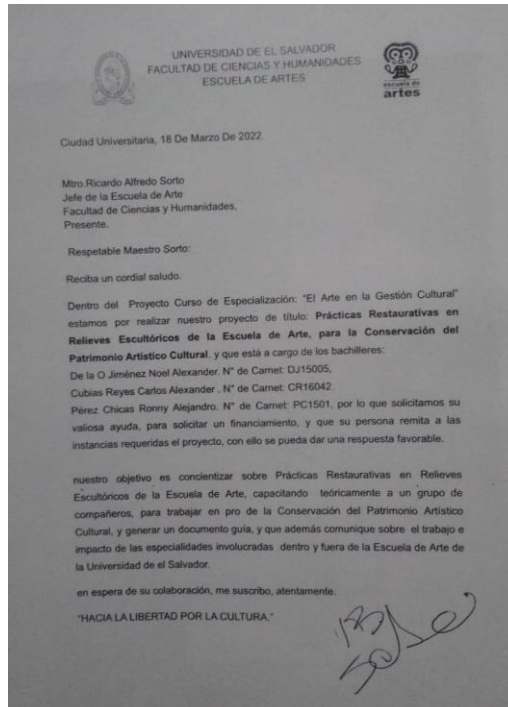 UNIVERSIDAD DE EL SALVADOR
FACULTAD DE CIENCIAS Y HUMANIDADES
ESCUELA DE ARTES
escuela de
artes
Ciudad Universitaria, 18 De Marzo De 2022.
Mtro.Ricardo Alfredo Sorto
Jefe de la Escuela de Arte
Facultad de Ciencias y Humanidades,
Presente.
Respetable Maestro Sorto:
Reciba un cordial saludo.
Dentro del Proyecto Curso de Especialización: "El Arte en la Gestión Cultural"
estamos por realizar nuestro proyecto de título: Prácticas Restaurativas en
Relieves Escultóricos de la Escuela de Arte, para la Conservación del
Patrimonio Artístico Cultural. y que está a cargo de los bachilleres:
De la O Jiménez Noel Alexander. N° de Carnet: DJ15005,
Cubias Reyes Carlos Alexander . N° de Carnet: CR16042.
Pérez Chicas Ronny Alejandro. N° de Carnet: PC1501, por lo que solicitamos su
valiosa ayuda, para solicitar un financiamiento, y que su persona remita a las
instancias requeridas el proyecto, con ello se pueda dar una respuesta favorable.
nuestro objetivo es concientizar sobre Prácticas Restaurativas en Relieves
Escultóricos de la Escuela de Arte, capacitando teóricamente a un grupo de
compañeros, para trabajar en pro de la Conservación del Patrimonio Artístico
Cultural, y generar un documento guía, y que además comunique sobre el trabajo e
impacto de las especialidades involucradas dentro y fuera de la Escuela de Arte de
la Universidad de el Salvador.
en espera de su colaboración, me suscribo, atentamente.
"HACIA LA LIBERTAD POR LA CULTURA."